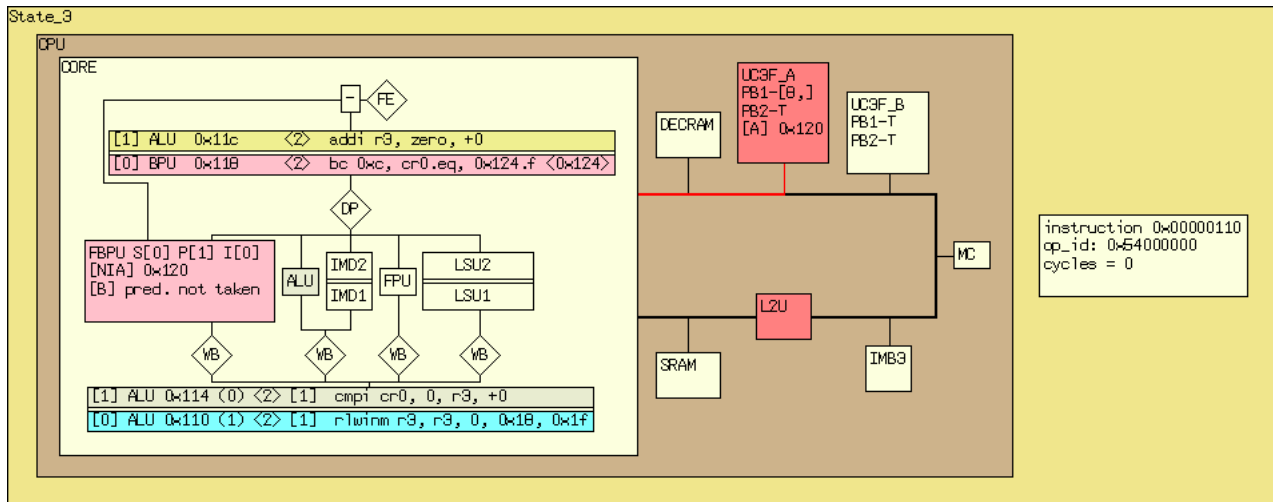 State_3
CPU
CORE
-
FE
[1] ALU 0x11c <2> addi r3, zero, +0
[0] BPU 0x118 <2> bc 0xc, cr0.eq, 0x124.f <0x124>
DP
FBPU S[0] P[1] I[0]
[NIA] 0x120
[B] pred. not taken
ALU
IMD2
IMD1
FPU
LSU2
LSU1
WB
WB
WB
WB
[1] ALU 0x114 (0) <2> [1] cmpi cr0, 0, r3, +0
[0] ALU 0x110 (1) <2> [1] rlwinm r3, r3, 0, 0x18, 0x1f
DECRAM
UC3F_A
PB1-[8,]
PB2-T
[A] 0x120
UC3F_B
PB1-T
PB2-T
MC
L2U
SRAM
IMB3
instruction 0x00000110
op_id: 0x54000000
cycles = 0